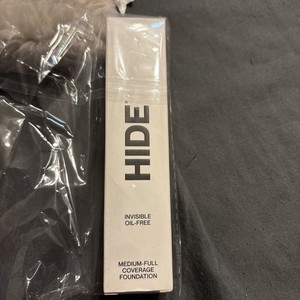 HIDE
INVISIBLE
OIL-FREE
MEDIUM-FULL
COVERAGE
FOUNDATION